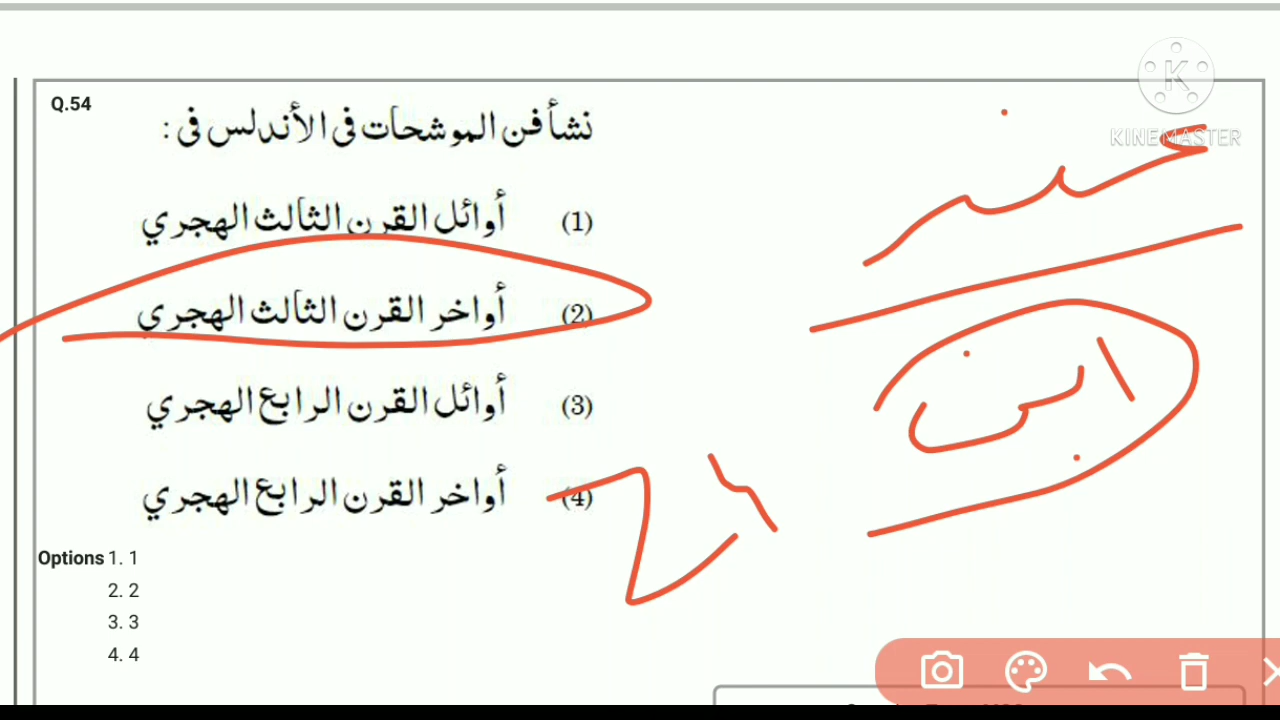 KINEMASTER
Q.54
نشأ فن الموشحات فى الأندلس فى :
(1) أوائل القرن الثالث الهجري
(2) أواخر القرن الثالث الهجري
(3) أوائل القرن الرابع الهجري
(4) أواخر القرن الرابع الهجري
Options 1. 1
2. 2
3. 3
4. 4